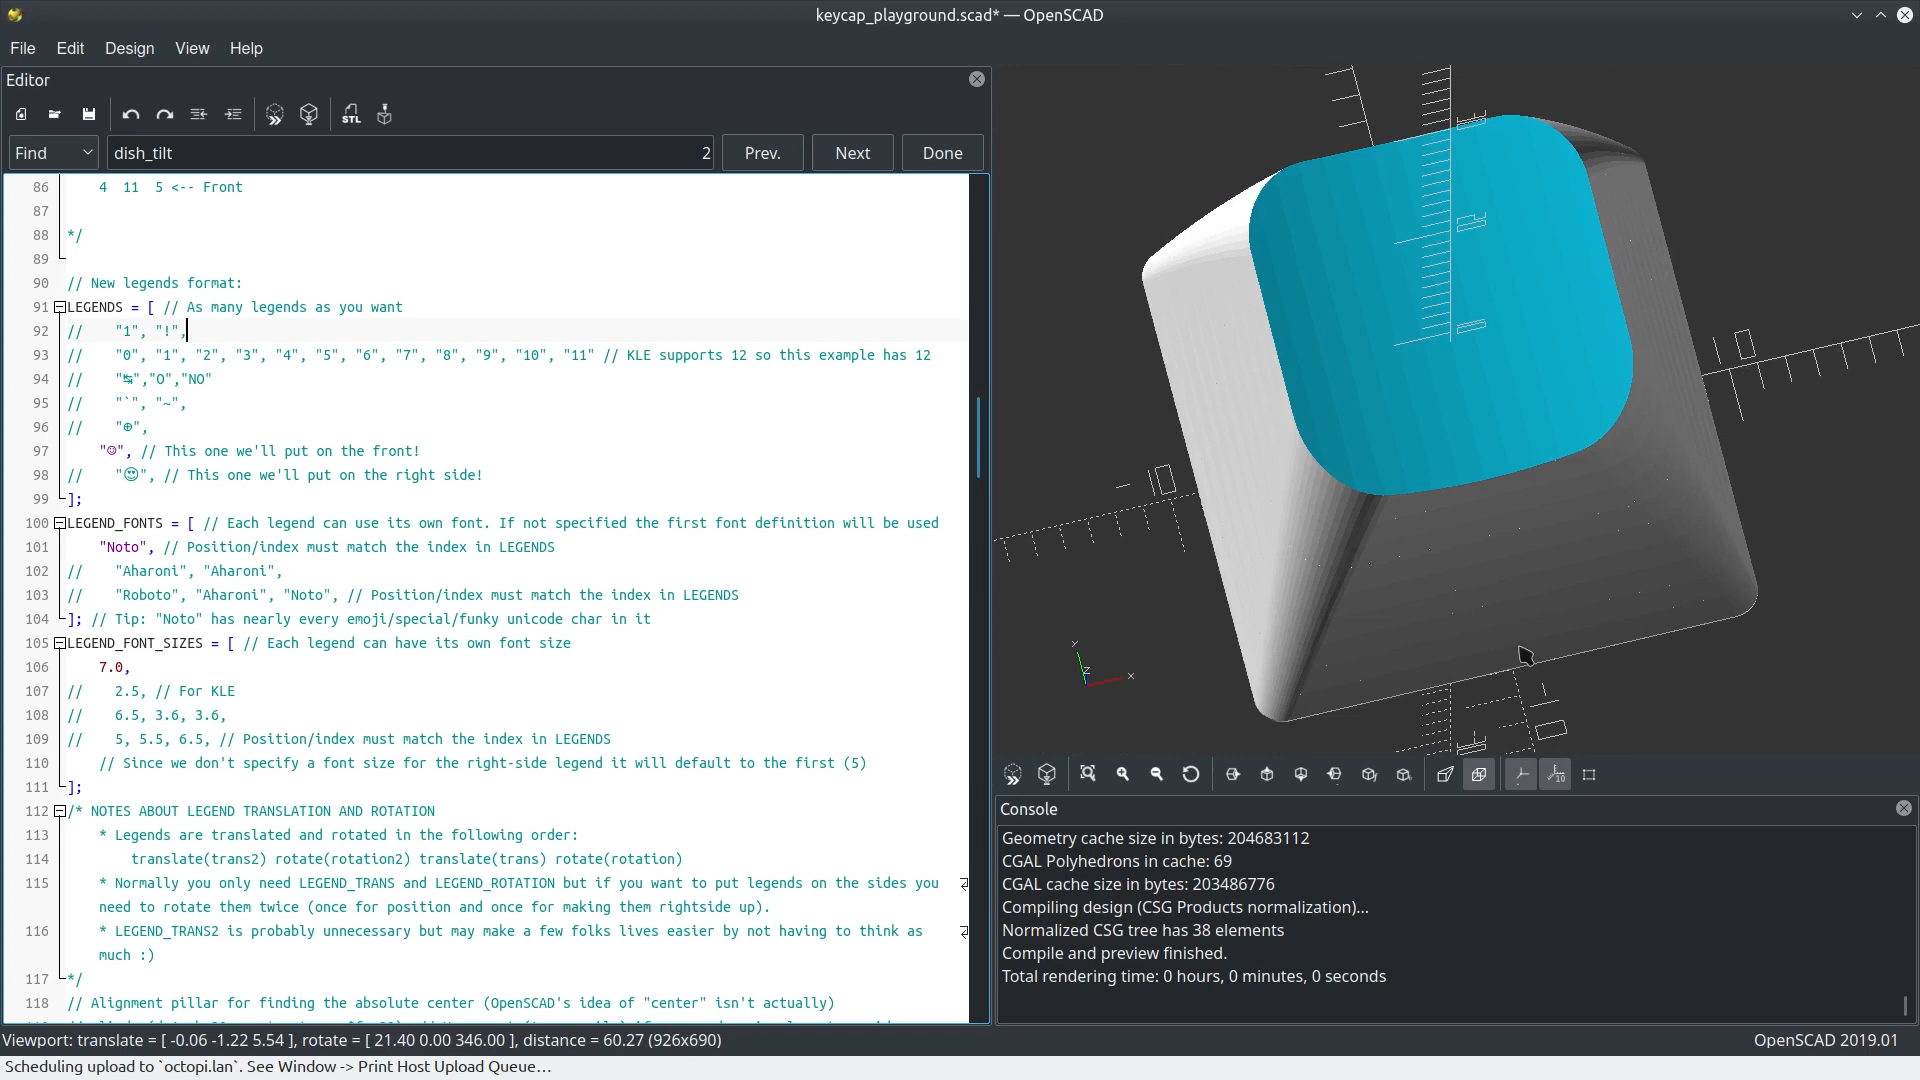 keycap_playground.scad* — OpenSCAD
File Edit Design View Help
Editor
STL
Find dish_tilt 2 Prev. Next Done
86 4 11 5 <-- Front
87
88 */
89
90 // New legends format:
91 LEGENDS = [ // As many legends as you want
92 // "1", "!",
93 // "0", "1", "2", "3", "4", "5", "6", "7", "8", "9", "10", "11" // KLE supports 12 so this example has 12
94 // "↹","O","NO"
95 // "`", "~",
96 // "⊕",
97 "☺", // This one we'll put on the front!
98 // "😍", // This one we'll put on the right side!
99 ];
100 LEGEND_FONTS = [ // Each legend can use its own font. If not specified the first font definition will be used
101 "Noto", // Position/index must match the index in LEGENDS
102 // "Aharoni", "Aharoni",
103 // "Roboto", "Aharoni", "Noto", // Position/index must match the index in LEGENDS
104 ]; // Tip: "Noto" has nearly every emoji/special/funky unicode char in it
105 LEGEND_FONT_SIZES = [ // Each legend can have its own font size
106 7.0,
107 // 2.5, // For KLE
108 // 6.5, 3.6, 3.6,
109 // 5, 5.5, 6.5, // Position/index must match the index in LEGENDS
110 // Since we don't specify a font size for the right-side legend it will default to the first (5)
111 ];
112 /* NOTES ABOUT LEGEND TRANSLATION AND ROTATION
113 * Legends are translated and rotated in the following order:
114 translate(trans2) rotate(rotation2) translate(trans) rotate(rotation)
115 * Normally you only need LEGEND_TRANS and LEGEND_ROTATION but if you want to put legends on the sides you
need to rotate them twice (once for position and once for making them rightside up).
116 * LEGEND_TRANS2 is probably unnecessary but may make a few folks lives easier by not having to think as
much :)
117 */
118 // Alignment pillar for finding the absolute center (OpenSCAD's idea of "center" isn't actually)
10
-10
Y
Z
X
Console
Geometry cache size in bytes: 204683112
CGAL Polyhedrons in cache: 69
CGAL cache size in bytes: 203486776
Compiling design (CSG Products normalization)...
Normalized CSG tree has 38 elements
Compile and preview finished.
Total rendering time: 0 hours, 0 minutes, 0 seconds
Viewport: translate = [ -0.06 -1.22 5.54 ], rotate = [ 21.40 0.00 346.00 ], distance = 60.27 (926x690)
OpenSCAD 2019.01
Scheduling upload to `octopi.lan`. See Window -> Print Host Upload Queue…